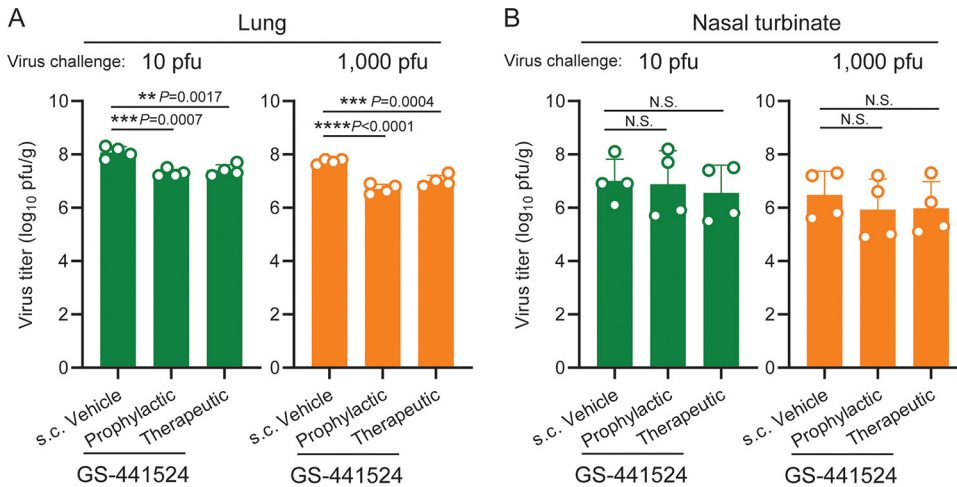 A
Lung
Virus challenge: 10 pfu 1,000 pfu
Virus titer (log10 pfu/g)
10
8
6
4
2
0
** P=0.0017
***P=0.0007
s.c. Vehicle
Prophylactic
Therapeutic
GS-441524
10
8
6
4
2
0
*** P=0.0004
****P<0.0001
s.c. Vehicle
Prophylactic
Therapeutic
GS-441524
B
Nasal turbinate
Virus challenge: 10 pfu 1,000 pfu
Virus titer (log10 pfu/g)
10
8
6
4
2
0
N.S.
N.S.
s.c. Vehicle
Prophylactic
Therapeutic
GS-441524
10
8
6
4
2
0
N.S.
N.S.
s.c. Vehicle
Prophylactic
Therapeutic
GS-441524